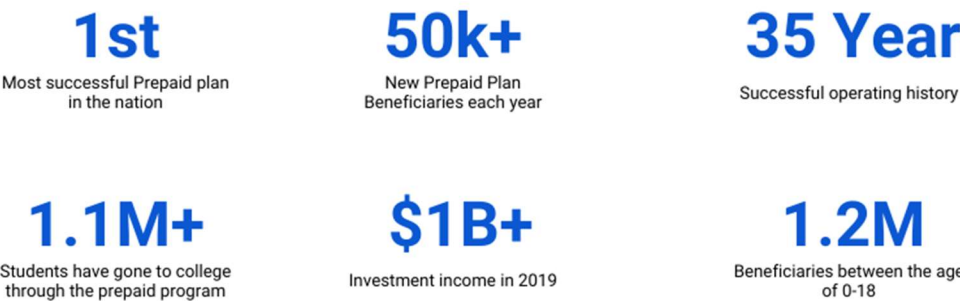 1st
Most successful Prepaid plan
in the nation
50k+
New Prepaid Plan
Beneficiaries each year
35 Year
Successful operating history
1.1M+
Students have gone to college
through the prepaid program
$1B+
Investment income in 2019
1.2M
Beneficiaries between the age
of 0-18